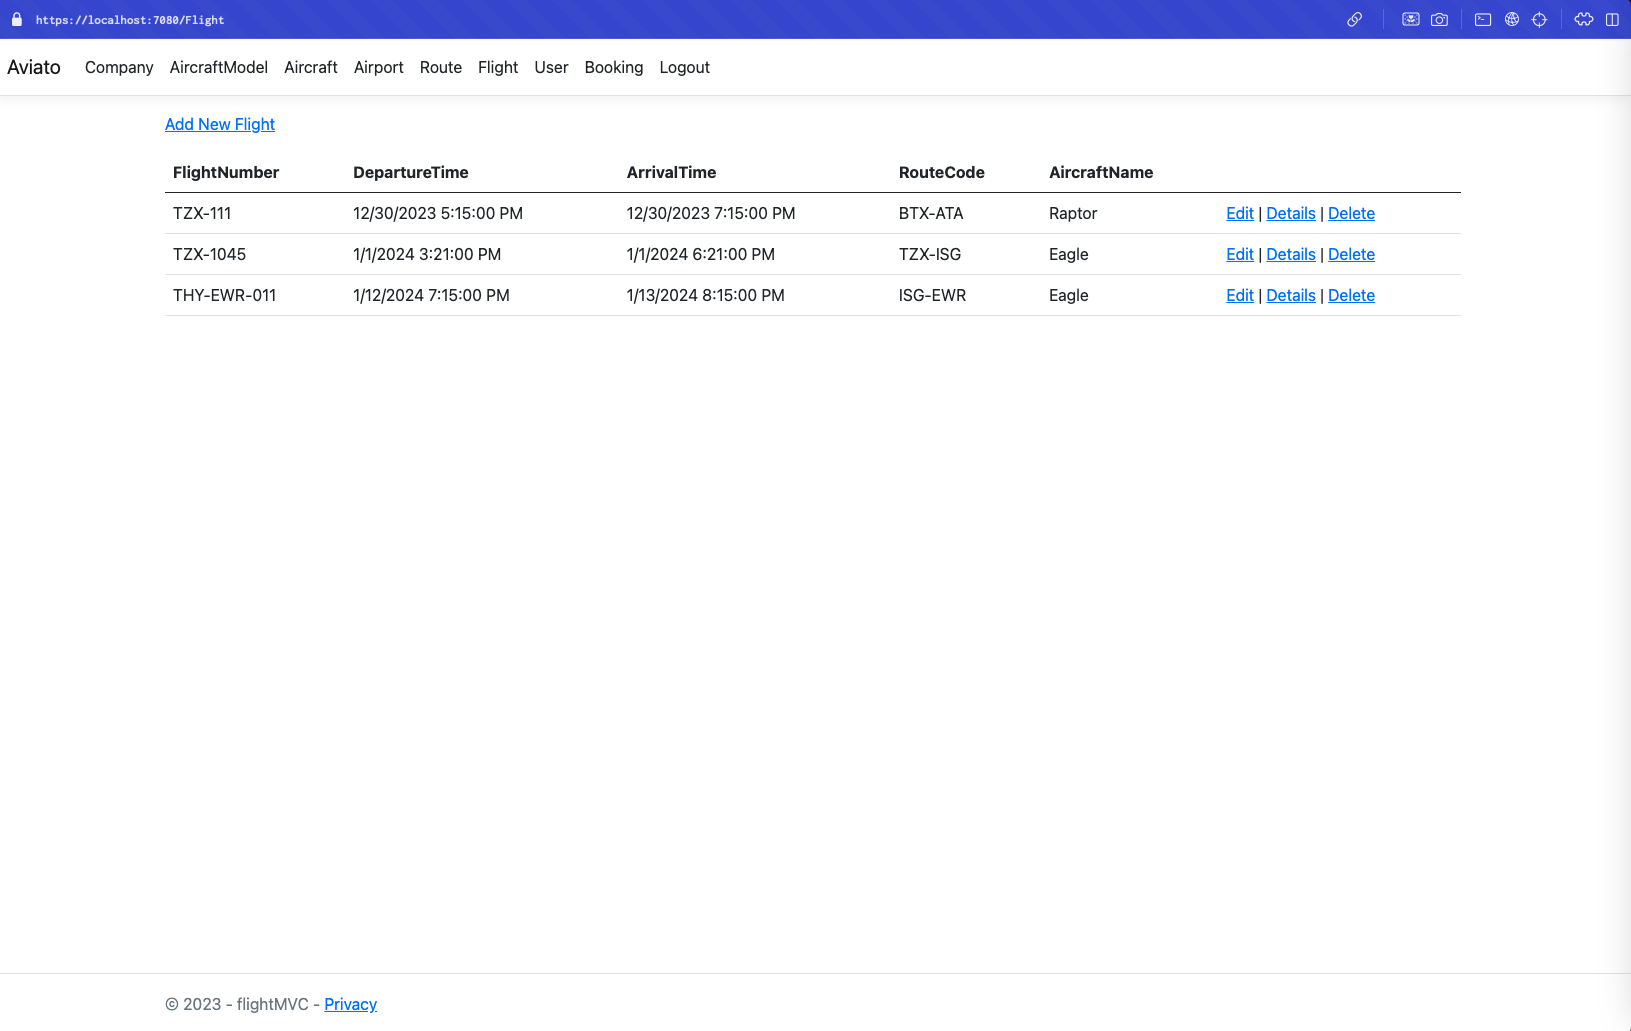 https://localhost:7080/Flight
Aviato Company AircraftModel Aircraft Airport Route Flight User Booking Logout
Add New Flight
FlightNumber DepartureTime ArrivalTime RouteCode AircraftName
TZX-111 12/30/2023 5:15:00 PM 12/30/2023 7:15:00 PM BTX-ATA Raptor Edit | Details | Delete
TZX-1045 1/1/2024 3:21:00 PM 1/1/2024 6:21:00 PM TZX-ISG Eagle Edit | Details | Delete
THY-EWR-011 1/12/2024 7:15:00 PM 1/13/2024 8:15:00 PM ISG-EWR Eagle Edit | Details | Delete
© 2023 - flightMVC - Privacy